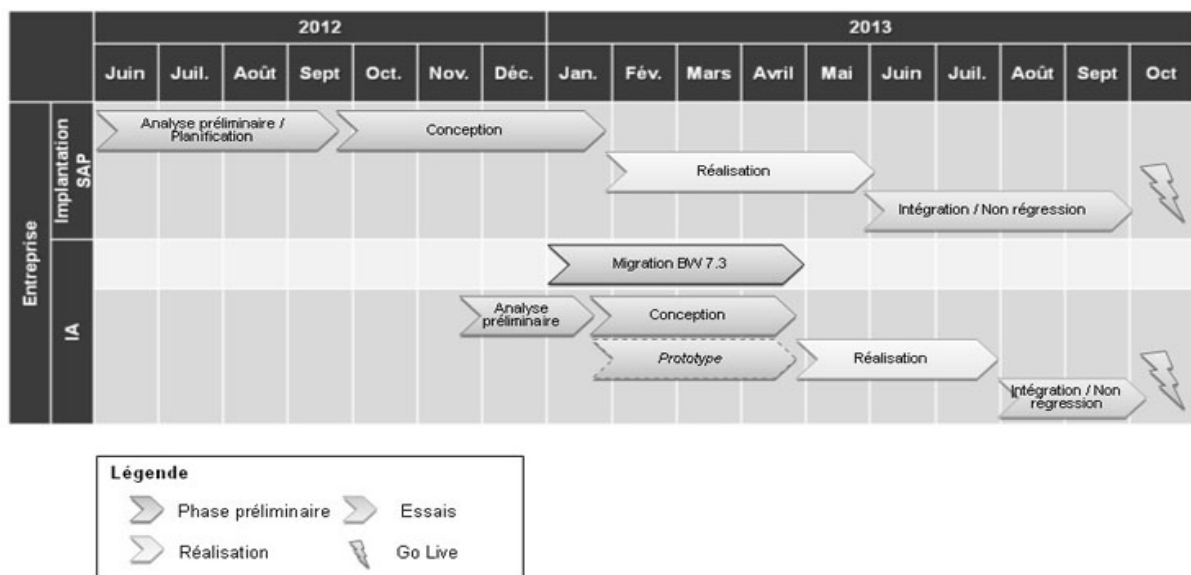 2012
2013
Juin
Juil.
Août
Sept
Oct.
Nov.
Déc.
Jan.
Fév.
Mars
Avril
Mai
Juin
Juil.
Août
Sept
Oct
Entreprise
Implantation
SAP
Analyse préliminaire /
Planification
Conception
Réalisation
Intégration / Non régression
IA
Migration BW 7.3
Analyse
préliminaire
Conception
Prototype
Réalisation
Intégration / Non
régression
Légende
Phase préliminaire
Essais
Réalisation
Go Live